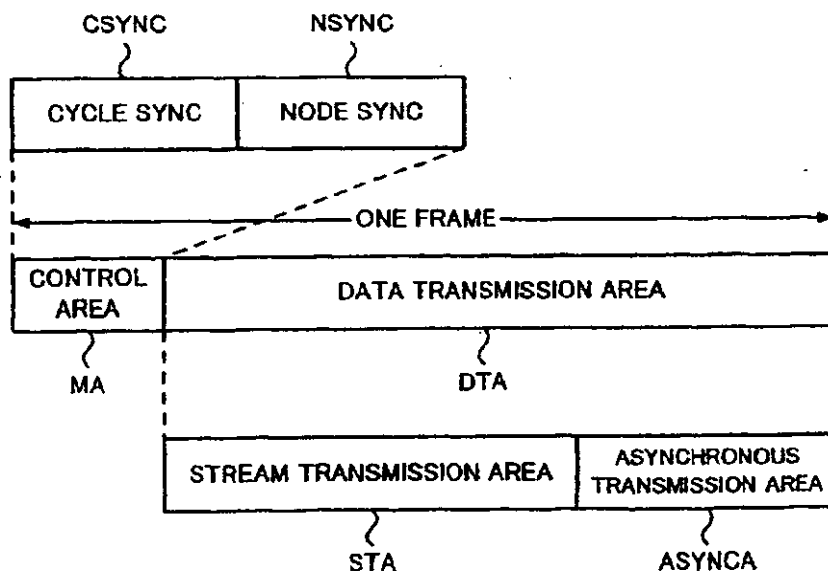 CSYNC NSYNC
CYCLE SYNC NODE SYNC
ONE FRAME
CONTROL
AREA
DATA TRANSMISSION AREA
MA DTA
STREAM TRANSMISSION AREA
ASYNCHRONOUS
TRANSMISSION AREA
STA ASYNCA